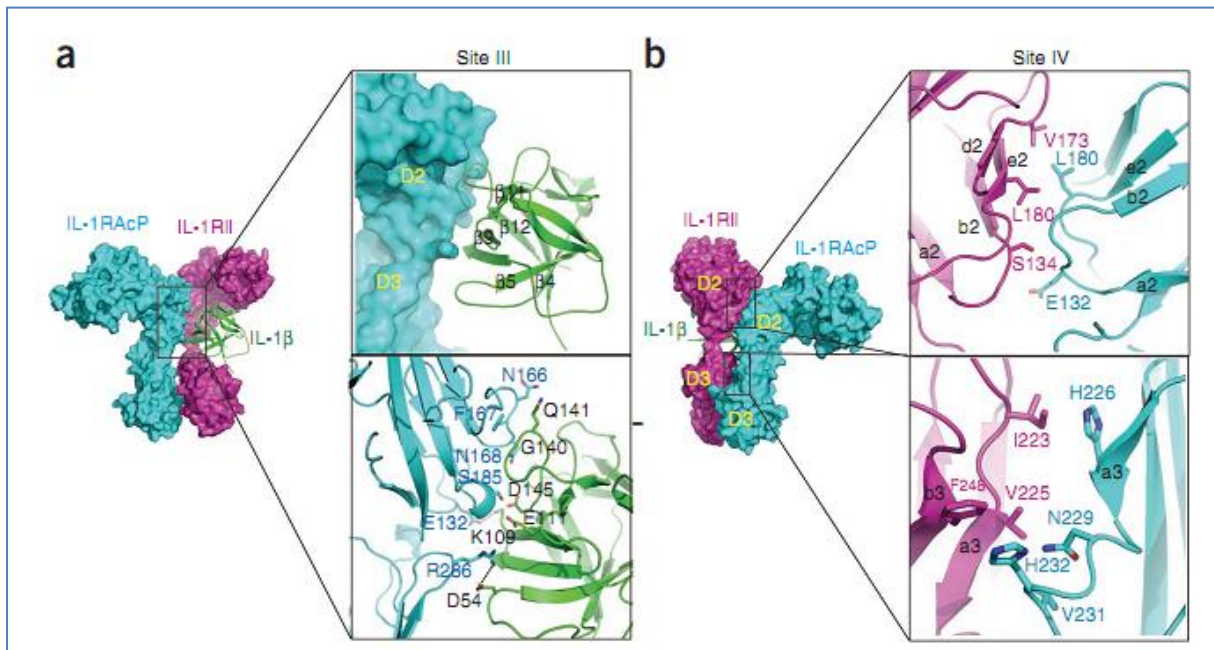 a
Site III
IL-1RAcP
IL-1RII
IL-1β
D2
D3
β11
β9
β12
β5
β4
N166
F167
Q141
N168
G140
S185
D145
E132
E111
K109
R286
D54
b
Site IV
IL-1RII
IL-1RAcP
D2
D2
IL-1β
D3
D3
d2
V173
L180
e2
e2
b2
L180
b2
a2
S134
a2
E132
H226
I223
a3
b3
F246
V225
N229
a3
H232
V231